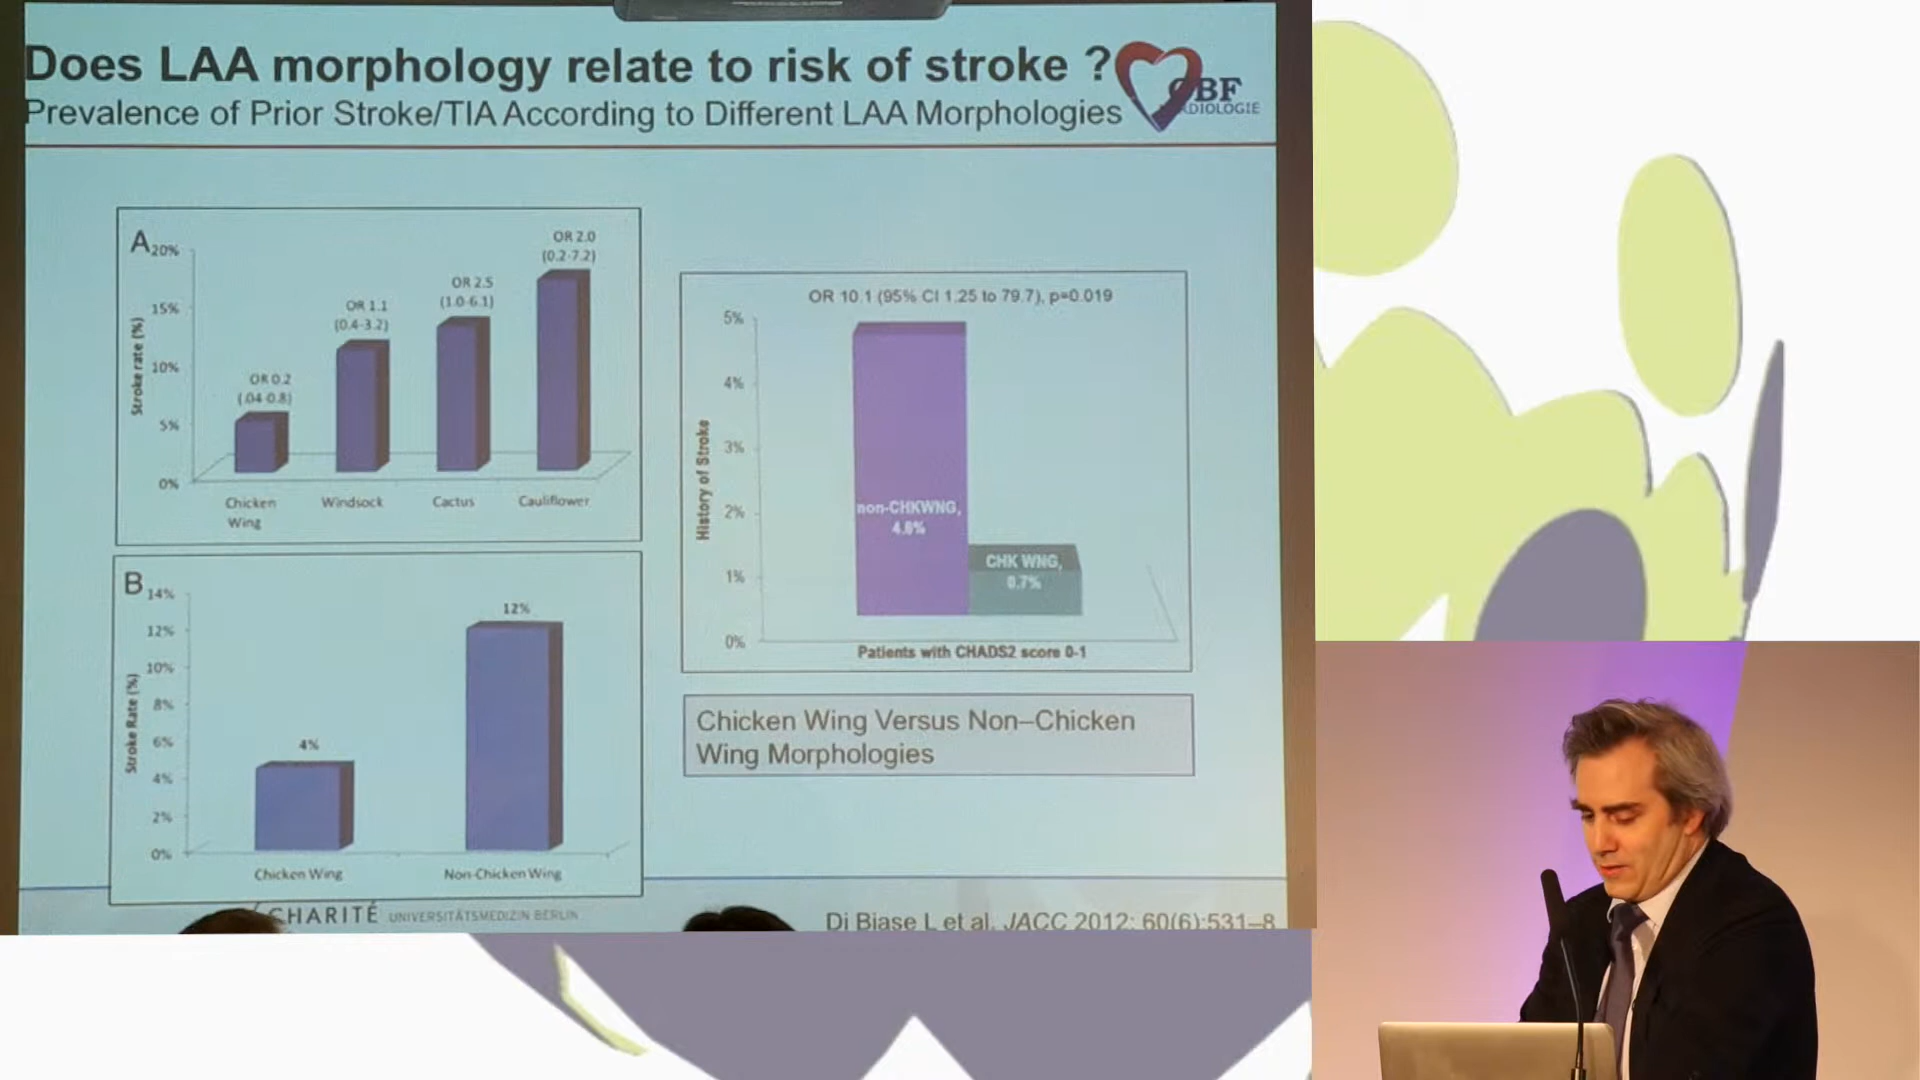 Does LAA morphology relate to risk of stroke ?
Prevalence of Prior Stroke/TIA According to Different LAA Morphologies
CBF
RDIOLOGIE
A
20%
15%
10%
5%
0%
Stroke rate (%)
OR 0.2
(.04-0.8)
OR 1.1
(0.4-3.2)
OR 2.5
(1.0-6.1)
OR 2.0
(0.2-7.2)
Chicken
Wing
Windsock
Cactus
Cauliflower
B
14%
12%
10%
8%
6%
4%
2%
0%
Stroke Rate (%)
4%
12%
Chicken Wing
Non-Chicken Wing
OR 10.1 (95% CI 1.25 to 79.7), p=0.019
5%
4%
3%
2%
1%
0%
History of Stroke
non-CHKWNG,
4.6%
CHK WNG,
0.7%
Patients with CHADS2 score 0-1
Chicken Wing Versus Non–Chicken
Wing Morphologies
CHARITÉ UNIVERSITÄTSMEDIZIN BERLIN
Di Biase L et al. JACC 2012; 60(6):531–8